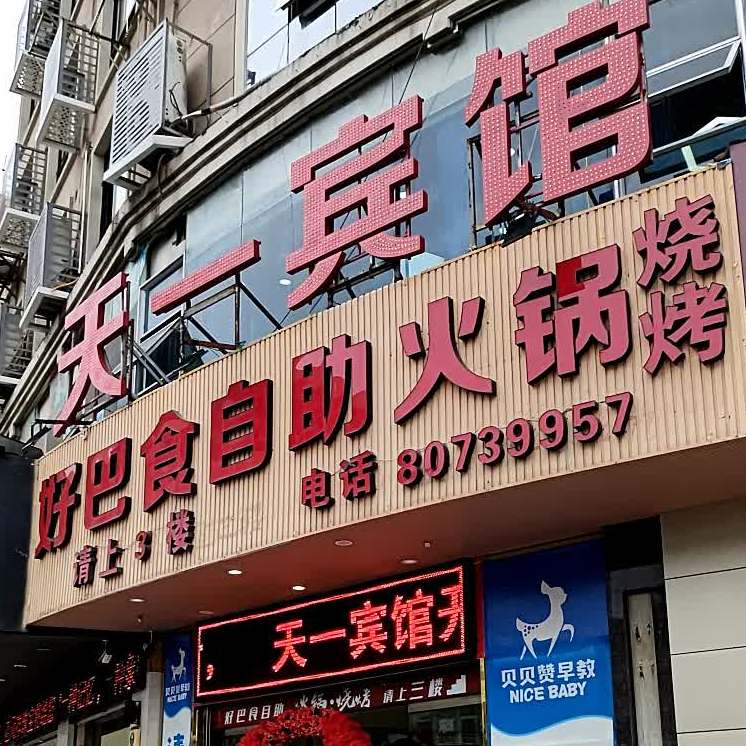 天一宾馆
好巴食自助火锅烧烤
请上3楼
电话 80739957
, 天一宾馆开
好巴食自助 火锅·烧烤 请上三楼
贝贝赞早教
NICE BABY